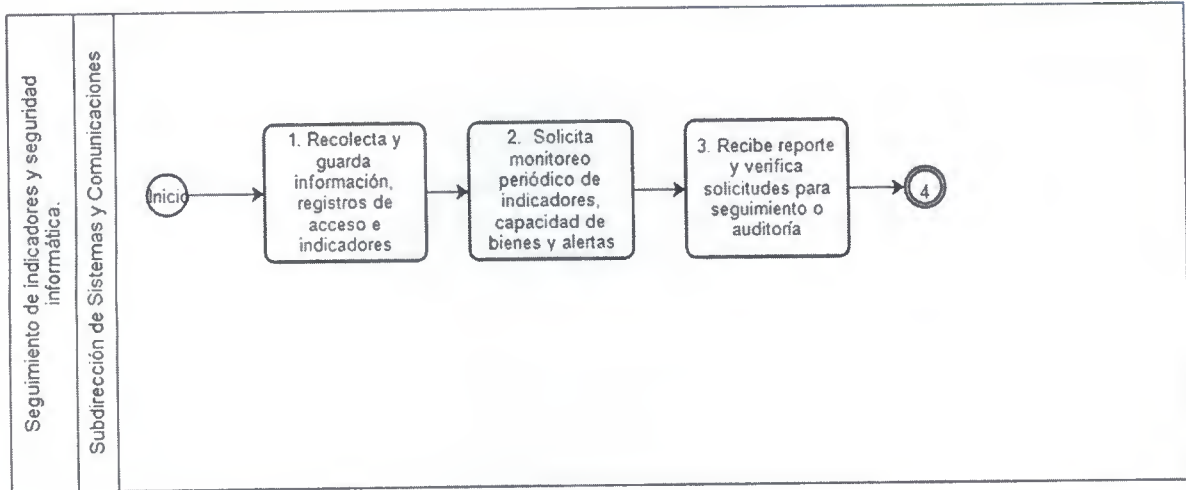 Seguimiento de indicadores y seguridad
informática.
Subdirección de Sistemas y Comunicaciones
Inicio
1. Recolecta y
guarda
información,
registros de
acceso e
indicadores
2. Solicita
monitoreo
periódico de
indicadores,
capacidad de
bienes y alertas
3. Recibe reporte
y verifica
solicitudes para
seguimiento o
auditoría
4